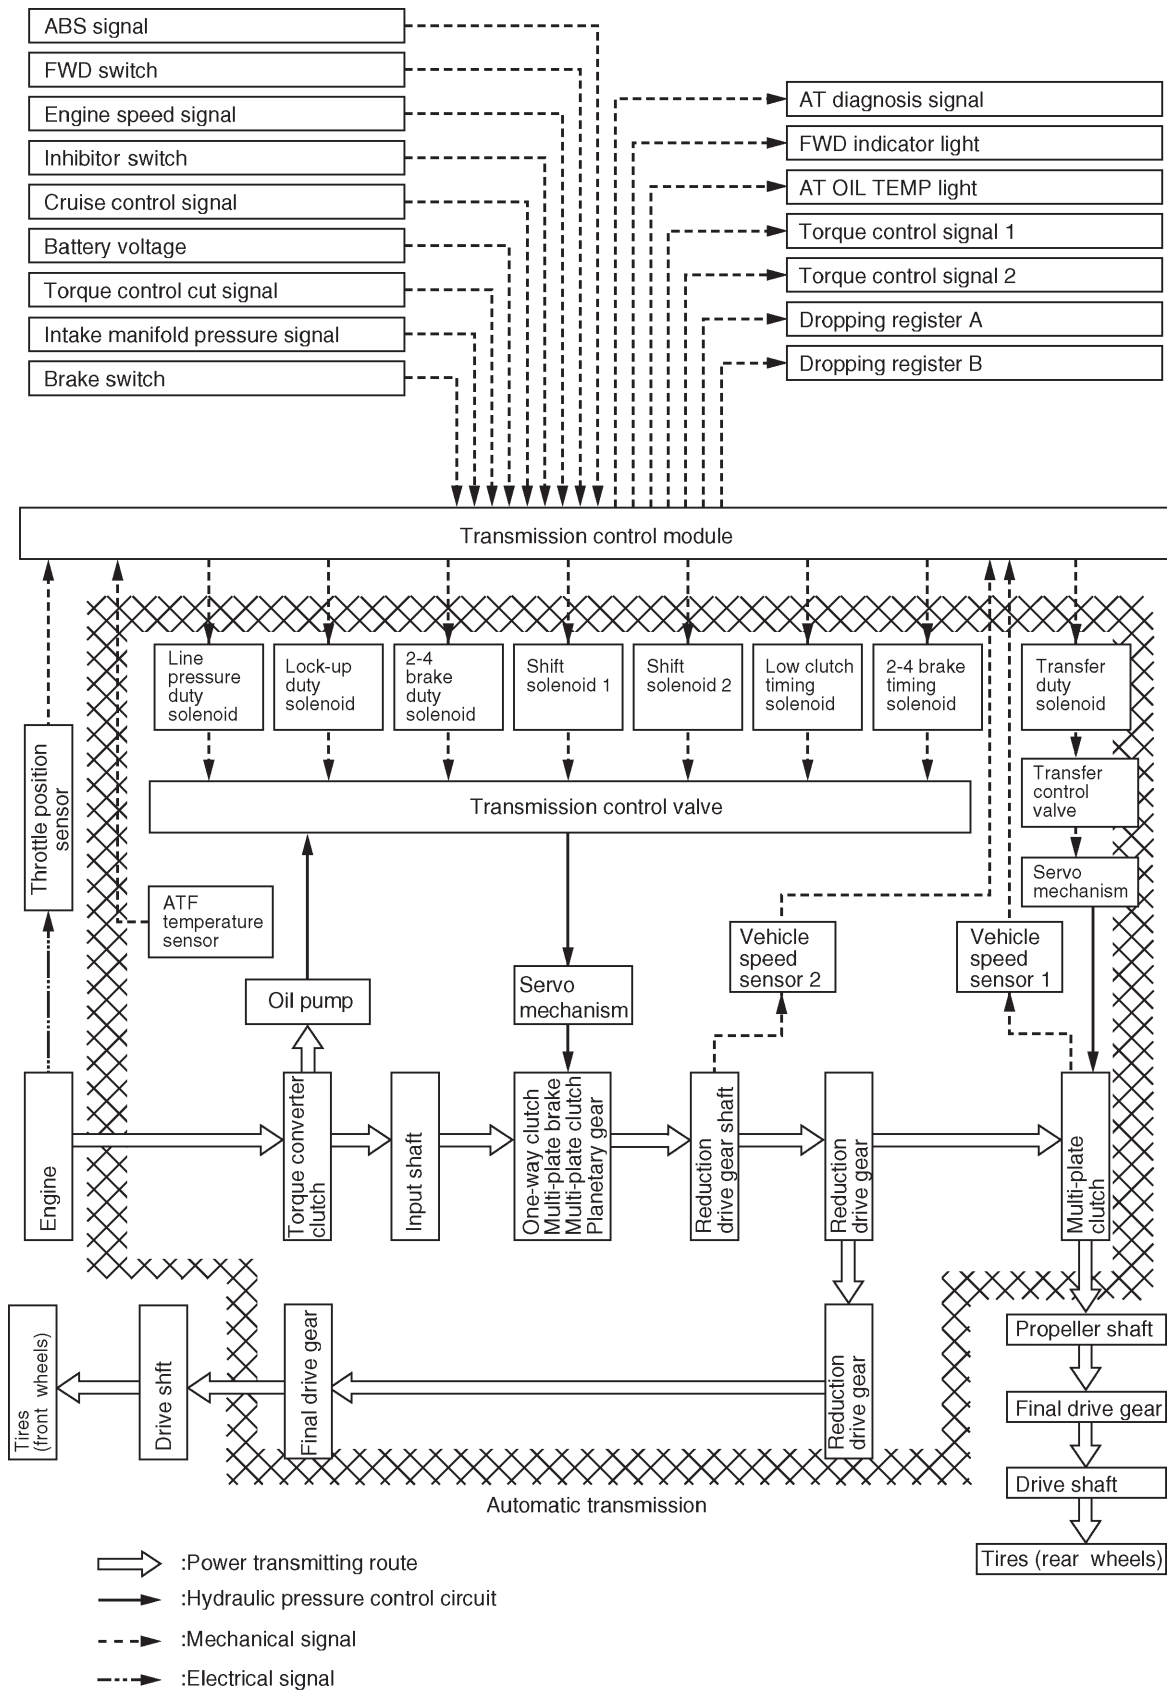 ABS signal
FWD switch
Engine speed signal
Inhibitor switch
Cruise control signal
Battery voltage
Torque control cut signal
Intake manifold pressure signal
Brake switch
AT diagnosis signal
FWD indicator light
AT OIL TEMP light
Torque control signal 1
Torque control signal 2
Dropping register A
Dropping register B
Transmission control module
Line
pressure
duty
solenoid
Lock-up
duty
solenoid
2-4
brake
duty solenoid
Shift
solenoid 1
Shift
solenoid 2
Low clutch
timing
solenoid
2-4 brake
timing
solenoid
Transfer
duty
solenoid
Throttle position
sensor
Transmission control valve
Transfer
control
valve
Servo
mechanism
ATF
temperature
sensor
Vehicle
speed
sensor 2
Vehicle
speed
sensor 1
Oil pump
Servo
mechanism
Engine
Torque converter
clutch
Input shaft
One-way clutch
Multi-plate brake
Multi-plate clutch
Planetary gear
Reduction
drive gear shaft
Reduction
drive gear
Multi-plate
clutch
Tires
(front wheels)
Drive shft
Final drive gear
Reduction
drive gear
Propeller shaft
Final drive gear
Drive shaft
Tires (rear wheels)
Automatic transmission
:Power transmitting route
:Hydraulic pressure control circuit
:Mechanical signal
:Electrical signal